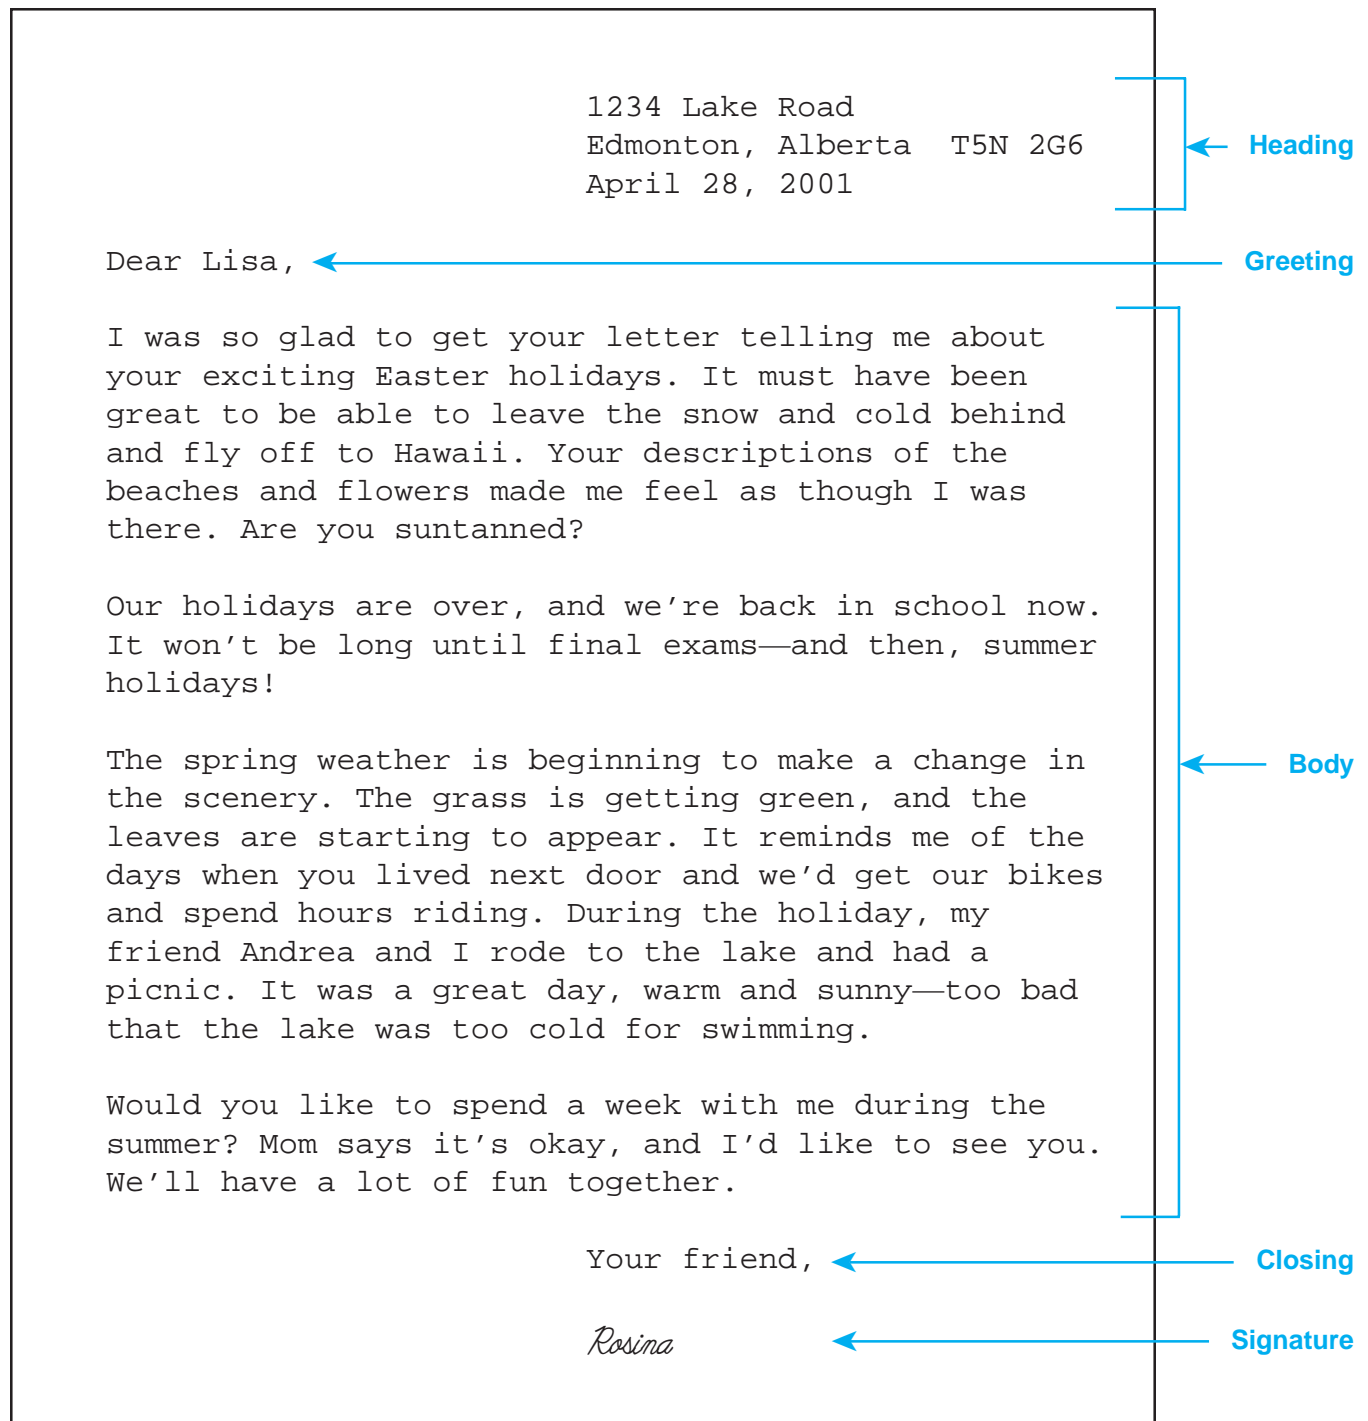 1234 Lake Road
Edmonton, Alberta  T5N 2G6
April 28, 2001
Heading
Dear Lisa,
Greeting
I was so glad to get your letter telling me about
your exciting Easter holidays. It must have been
great to be able to leave the snow and cold behind
and fly off to Hawaii. Your descriptions of the
beaches and flowers made me feel as though I was
there. Are you suntanned?
Our holidays are over, and we’re back in school now.
It won’t be long until final exams—and then, summer
holidays!
The spring weather is beginning to make a change in
the scenery. The grass is getting green, and the
leaves are starting to appear. It reminds me of the
days when you lived next door and we’d get our bikes
and spend hours riding. During the holiday, my
friend Andrea and I rode to the lake and had a
picnic. It was a great day, warm and sunny—too bad
that the lake was too cold for swimming.
Would you like to spend a week with me during the
summer? Mom says it’s okay, and I’d like to see you.
We’ll have a lot of fun together.
Body
Your friend,
Closing
Rosina
Signature